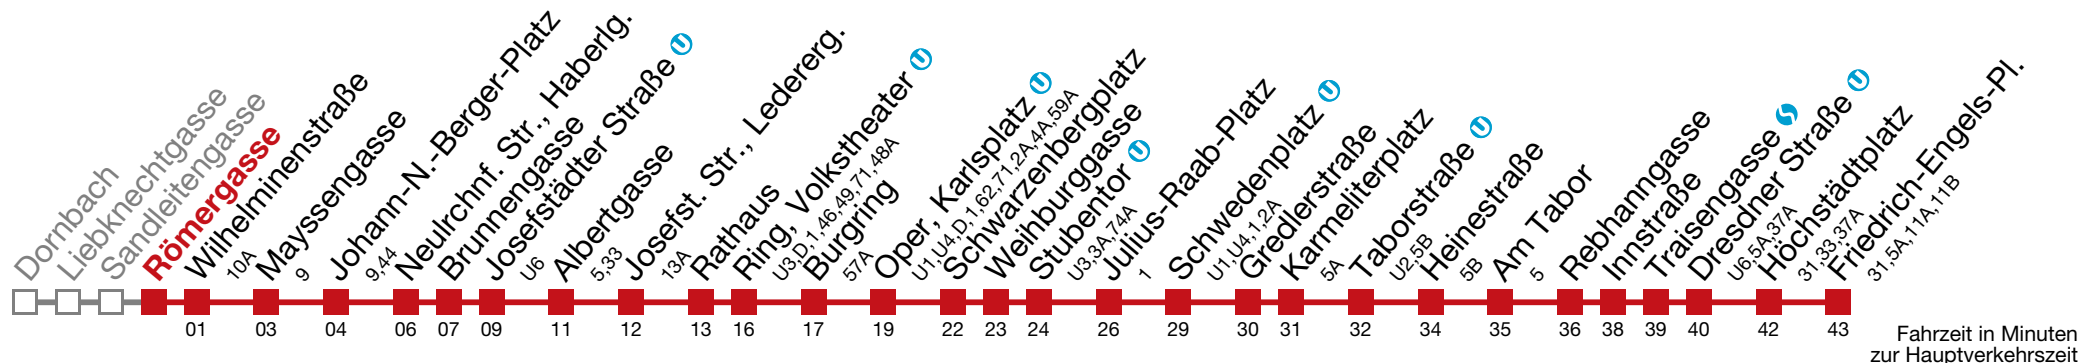 Dornbach
Liebknechtgasse
Sandleitengasse
Römergasse
Wilhelminenstraße
10A
Mayssengasse
9
Johann-N.-Berger-Platz
9,44
Neulrchnf. Str., Haberlg.
Brunnengasse
Josefstädter Straße U
U6
Albertgasse
5,33
Josefst. Str., Ledererg.
13A
Rathaus
Ring, Volkstheater U
U3,D,1,46,49,71,48A
Burgring
57A
Oper, Karlsplatz U
U1,U4,D,1,62,71,2A,4A,59A
Schwarzenbergplatz
Weihburggasse
Stubentor U
U3,3A,74A
Julius-Raab-Platz
1
Schwedenplatz U
U1,U4,1,2A
Gredlerstraße
Karmeliterplatz
5A
Taborstraße U
U2,5B
Heinestraße
5B
Am Tabor
5
Rebhanngasse
Innstraße
Traisengasse
Dresdner Straße U
U6,5A,37A
Höchstädtplatz
31,33,37A
Friedrich-Engels-Pl.
31,5A,11A,11B
01 03 04 06 07 09 11 12 13 16 17 19 22 23 24 26 29 30 31 32 34 35 36 38 39 40 42 43
Fahrzeit in Minuten
zur Hauptverkehrszeit